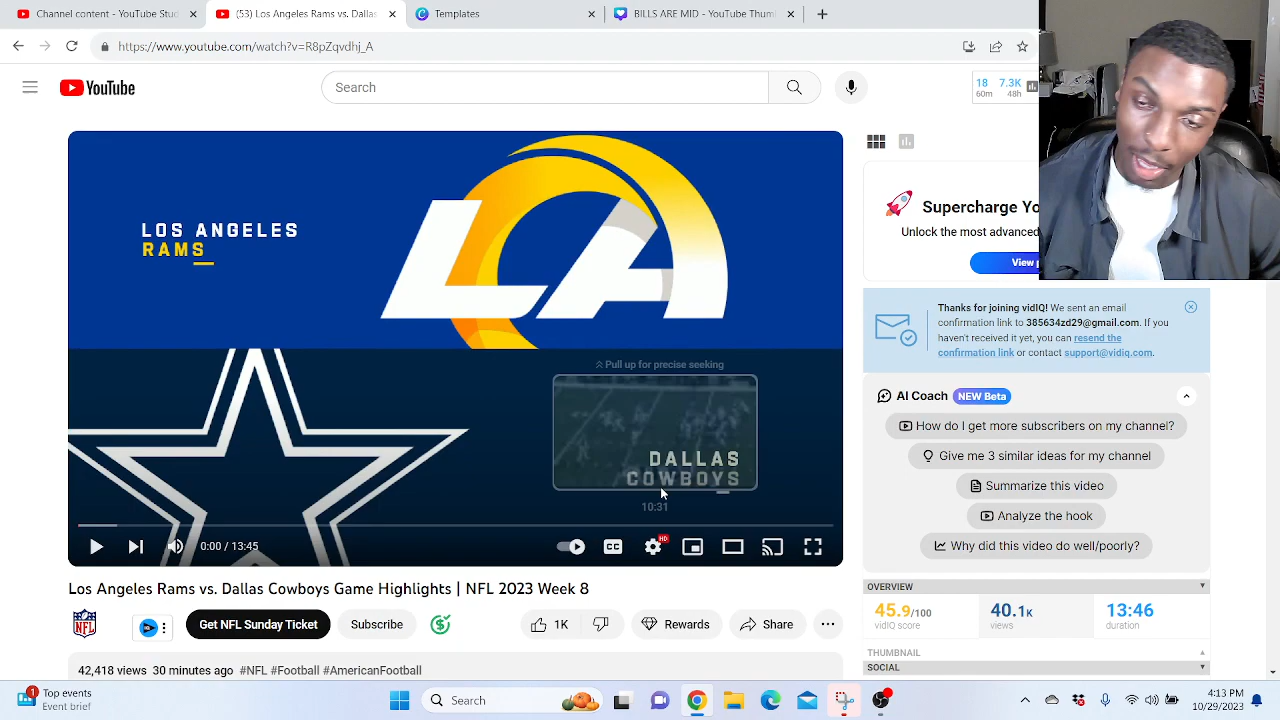 Channel Content - YouTube Studio
(53) Los Angeles Rams vs. Dallas
Templates
BILLS ARE MID - YouTube Thum
https://www.youtube.com/watch?v=R8pZqvdhj_A
YouTube
Search
18 7.3K
60m 48h
LOS ANGELES
RAMS
LA
Pull up for precise seeking
DALLAS
COWBOYS
10:31
0:00 / 13:45
CC
HD
Los Angeles Rams vs. Dallas Cowboys Game Highlights | NFL 2023 Week 8
NFL
Get NFL Sunday Ticket
Subscribe
1K
Rewards
Share
42,418 views 30 minutes ago #NFL #Football #AmericanFootball
Supercharge Yo
Unlock the most advanced
View
Thanks for joining vidIQ! We sent an email
confirmation link to 385634zd29@gmail.com. If you
haven't received it yet, you can resend the
confirmation link or contact support@vidiq.com.
AI Coach NEW Beta
How do I get more subscribers on my channel?
Give me 3 similar ideas for my channel
Summarize this video
Analyze the hook
Why did this video do well/poorly?
OVERVIEW
45.9/100 40.1K 13:46
vidIQ score views duration
THUMBNAIL
SOCIAL
1
Top events
Event brief
Search
4:13 PM
10/29/2023